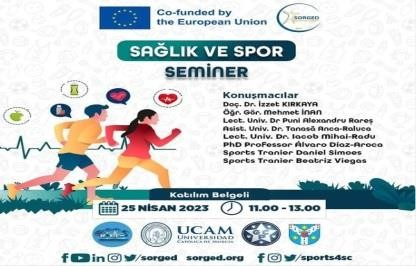 Co-funded by
the European Union
SORGED
SAĞLIK VE SPOR
SEMİNER
Konuşmacılar
Doç. Dr. İzzet KIRKAYA
Öğr. Gör. Mehmet İNAN
Lect. Univ. Dr Puni Alexandru Rareș
Asist. Univ. Dr. Tanasă Anca-Raluca
Lect. Univ. Dr. Iacob Mihai-Radu
PhD Professor Álvaro Díaz-Aroca
Sports Tranier Daniel Simoes
Sports Tranier Beatriz Viegas
Katılım Belgeli
25 NİSAN 2023
11.00 - 13.00
UCAM
UNIVERSIDAD
CATÓLICA DE MURCIA
/sorged
sorged.org
/sports4sc